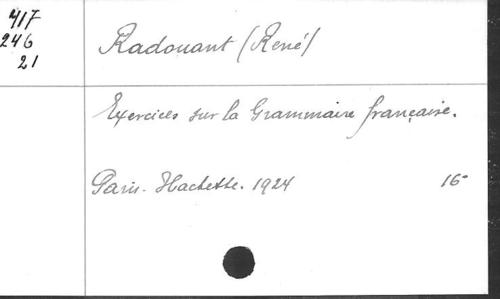 417
246
21
Radouant (René)
Exercices sur la Grammaire française.
Paris. Hachette. 1924 16-